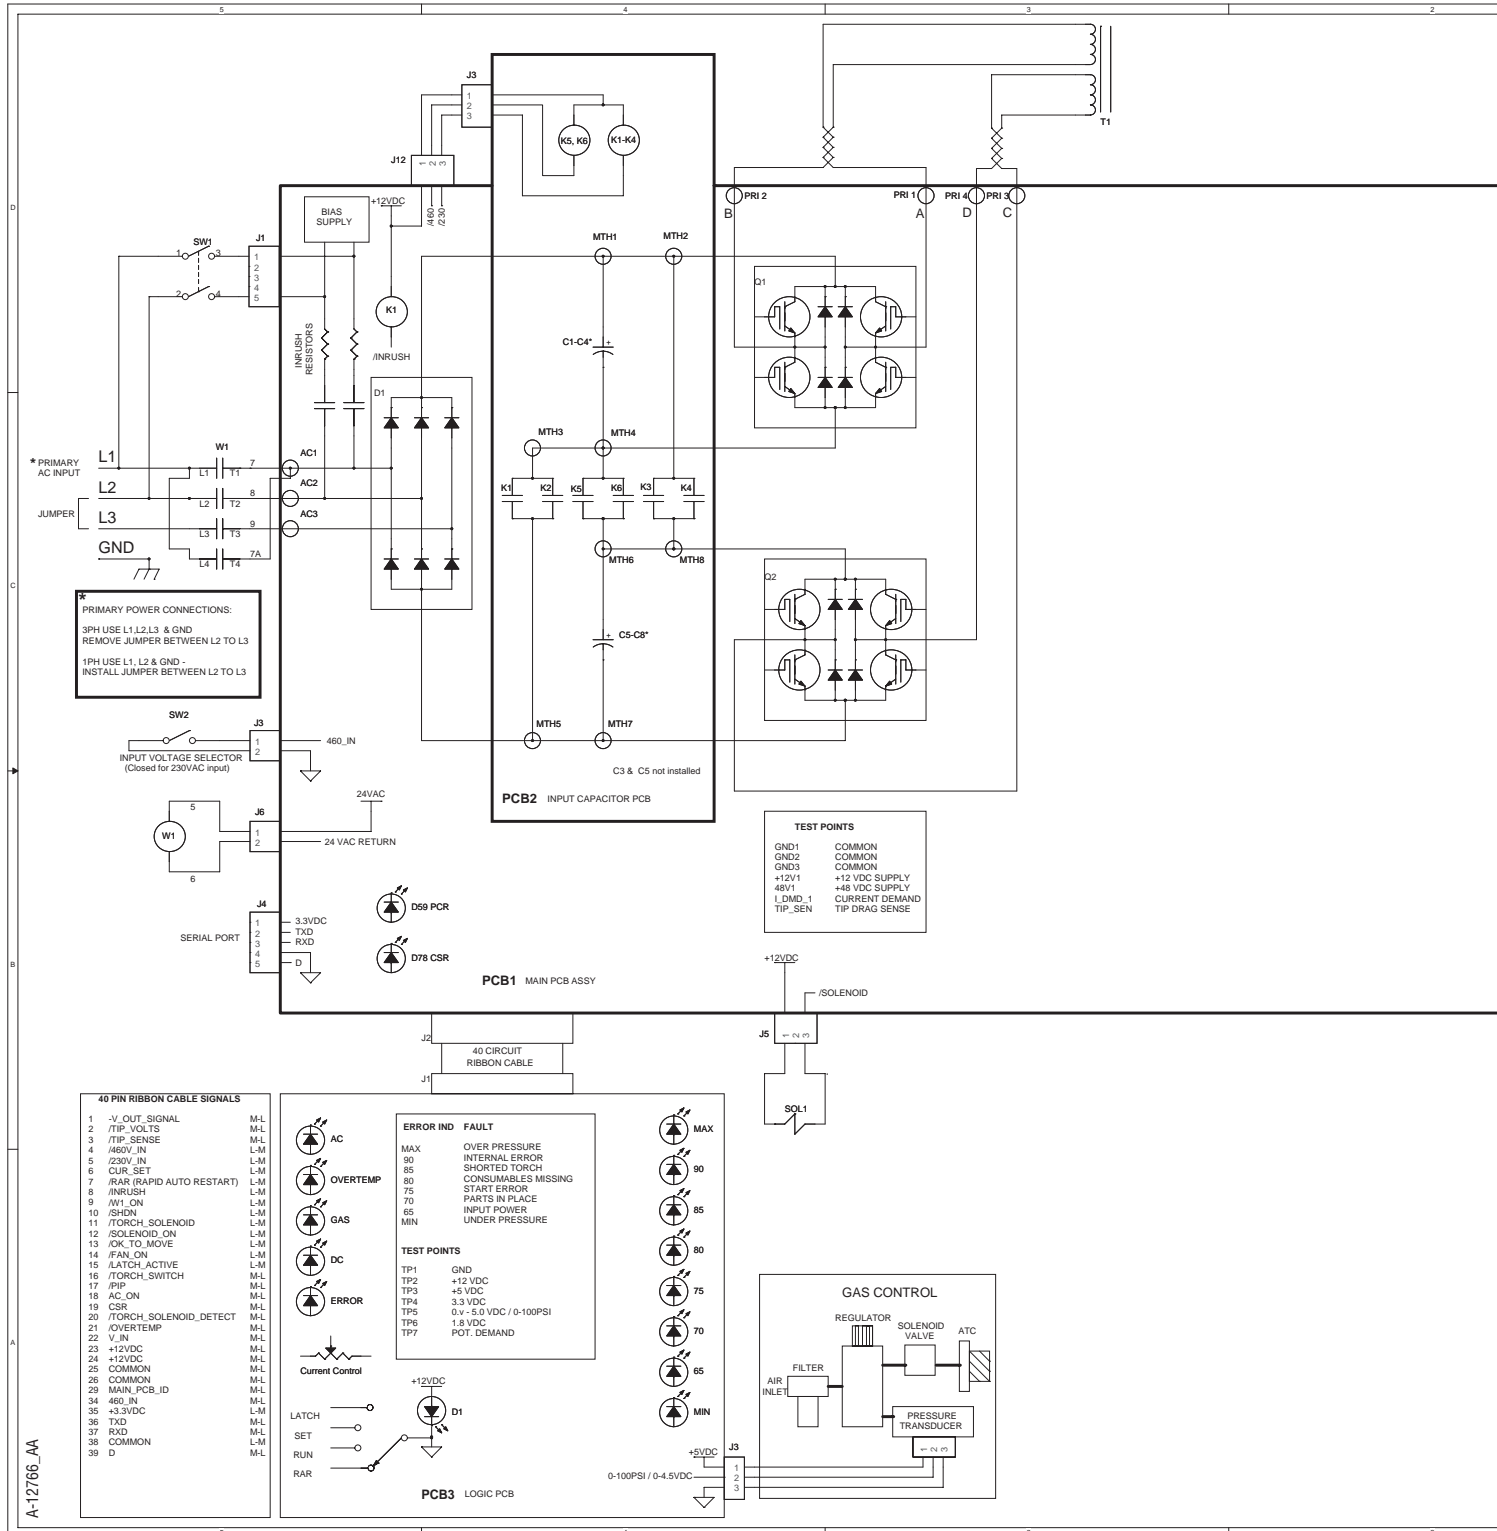 5
4
3
2
J3
1
2
3
K5, K6
K1-K4
T1
J12
1
2
3
D
BIAS
SUPPLY
+12VDC
/460
/230
PRI 2
PRI 1
PRI 4
PRI 3
B
A
D
C
SW1
1
3
2
4
J1
1
2
3
4
5
MTH1
MTH2
Q1
K1
INRUSH
RESISTORS
/INRUSH
C1-C4*
+
D1
* PRIMARY
AC INPUT
L1
W1
L1
T1
7
AC1
MTH3
MTH4
L2
L2
T2
8
AC2
K1
K2
K5
K6
K3
K4
JUMPER
L3
L3
T3
9
AC3
GND
L4
T4
7A
MTH6
MTH8
Q2
C
*
PRIMARY POWER CONNECTIONS:
3PH USE L1,L2,L3 & GND
REMOVE JUMPER BETWEEN L2 TO L3
1PH USE L1, L2 & GND -
INSTALL JUMPER BETWEEN L2 TO L3
C5-C8*
+
SW2
J3
1
2
460_IN
INPUT VOLTAGE SELECTOR
(Closed for 230VAC input)
MTH5
MTH7
C3 & C5 not installed
PCB2 INPUT CAPACITOR PCB
24VAC
5
W1
6
J6
1
2
24 VAC RETURN
TEST POINTS
GND1 COMMON
GND2 COMMON
GND3 COMMON
+12V1 +12 VDC SUPPLY
48V1 +48 VDC SUPPLY
I_DMD_1 CURRENT DEMAND
TIP_SEN TIP DRAG SENSE
J4
SERIAL PORT
1
2
3
4
5
3.3VDC
TXD
RXD
D
D59 PCR
D78 CSR
B
PCB1 MAIN PCB ASSY
+12VDC
/SOLENOID
J5
1
2
3
SOL1
J2
40 CIRCUIT
RIBBON CABLE
J1
40 PIN RIBBON CABLE SIGNALS
1 -V_OUT_SIGNAL M-L
2 /TIP_VOLTS M-L
3 /TIP_SENSE M-L
4 /460V_IN L-M
5 /230V_IN L-M
6 CUR_SET L-M
7 /RAR (RAPID AUTO RESTART) L-M
8 /INRUSH L-M
9 /W1_ON L-M
10 /SHDN L-M
11 /TORCH_SOLENOID L-M
12 /SOLENOID_ON L-M
13 /OK_TO_MOVE L-M
14 /FAN_ON L-M
15 /LATCH_ACTIVE L-M
16 /TORCH_SWITCH M-L
17 /PIP M-L
18 AC_ON M-L
19 CSR M-L
20 /TORCH_SOLENOID_DETECT M-L
21 /OVERTEMP M-L
22 V_IN M-L
23 +12VDC M-L
24 +12VDC M-L
25 COMMON M-L
26 COMMON M-L
29 MAIN_PCB_ID M-L
34 460_IN M-L
35 +3.3VDC L-M
36 TXD M-L
37 RXD M-L
38 COMMON L-M
39 D M-L
AC
OVERTEMP
GAS
DC
ERROR
Current Control
ERROR IND FAULT
MAX OVER PRESSURE
90 INTERNAL ERROR
85 SHORTED TORCH
80 CONSUMABLES MISSING
75 START ERROR
70 PARTS IN PLACE
65 INPUT POWER
MIN UNDER PRESSURE
TEST POINTS
TP1 GND
TP2 +12 VDC
TP3 +5 VDC
TP4 3.3 VDC
TP5 0.v - 5.0 VDC / 0-100PSI
TP6 1.8 VDC
TP7 POT. DEMAND
MAX
90
85
80
75
70
65
MIN
LATCH
SET
RUN
RAR
+12VDC
D1
PCB3 LOGIC PCB
+5VDC
J3
0-100PSI / 0-4.5VDC
1
2
3
GAS CONTROL
REGULATOR
SOLENOID
VALVE
ATC
FILTER
AIR
INLET
PRESSURE
TRANSDUCER
1
2
3
A
A-12766_AA